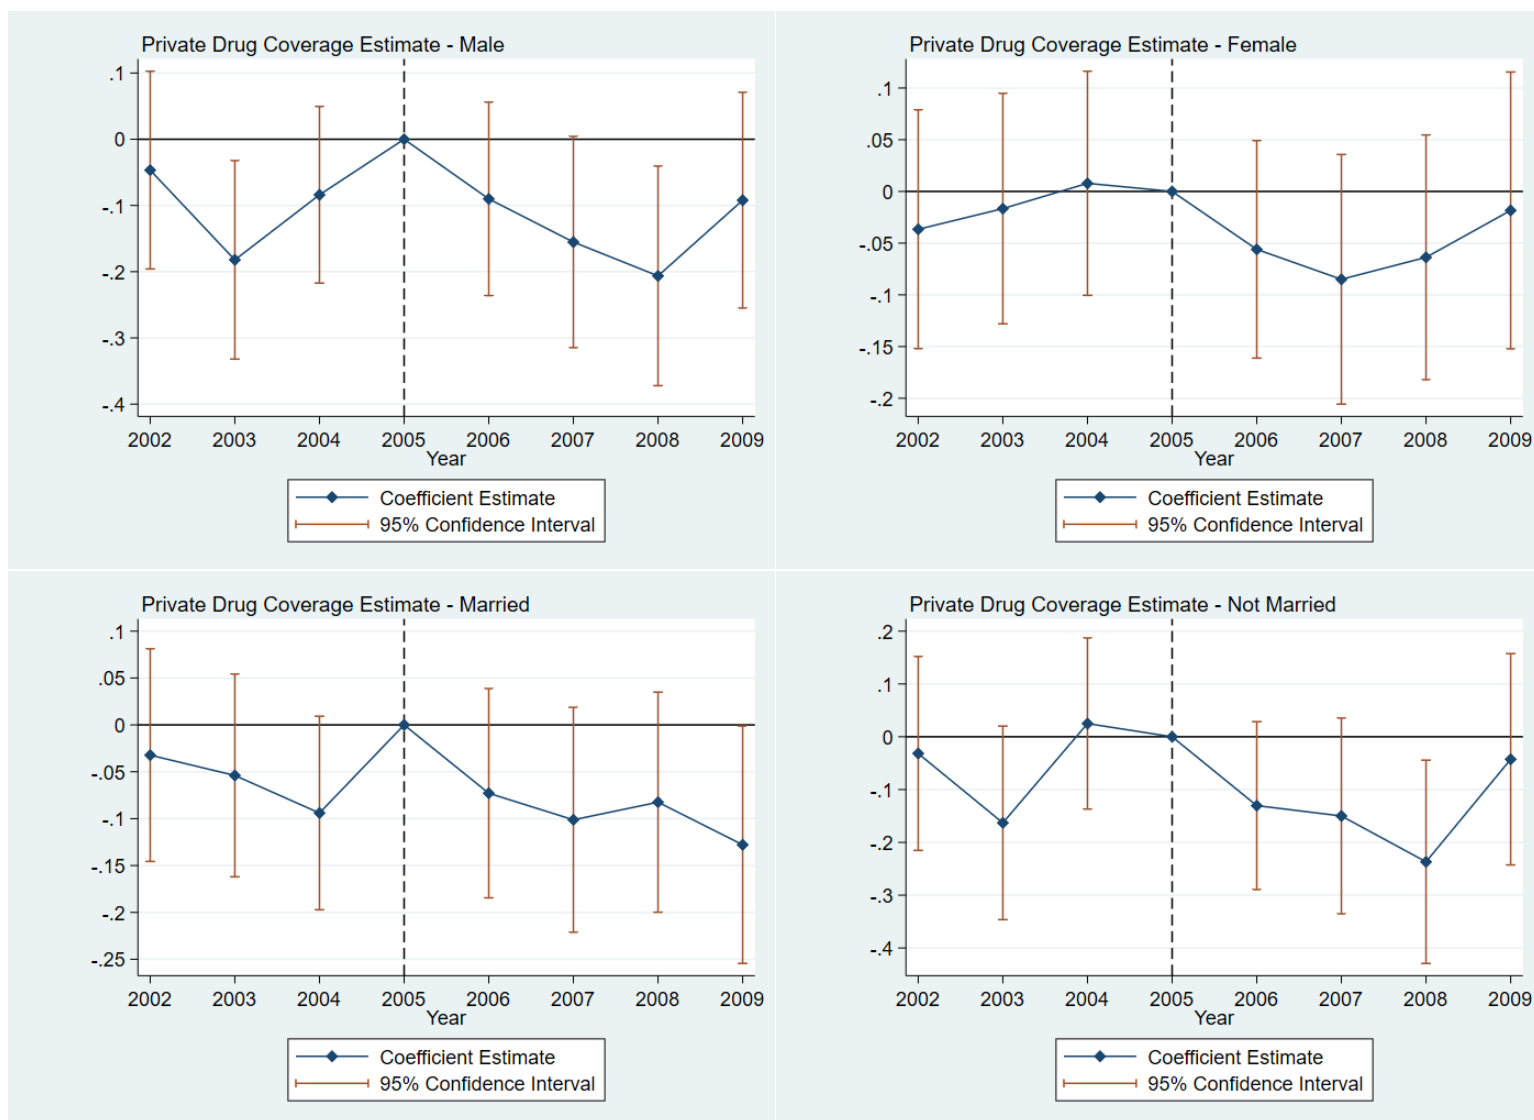 Private Drug Coverage Estimate - Male
.1
0
-.1
-.2
-.3
-.4
2002 2003 2004 2005 2006 2007 2008 2009
Year
Coefficient Estimate
95% Confidence Interval
Private Drug Coverage Estimate - Female
.1
.05
0
-.05
-.1
-.15
-.2
2002 2003 2004 2005 2006 2007 2008 2009
Year
Coefficient Estimate
95% Confidence Interval
Private Drug Coverage Estimate - Married
.1
.05
0
-.05
-.1
-.15
-.2
-.25
2002 2003 2004 2005 2006 2007 2008 2009
Year
Coefficient Estimate
95% Confidence Interval
Private Drug Coverage Estimate - Not Married
.2
.1
0
-.1
-.2
-.3
-.4
2002 2003 2004 2005 2006 2007 2008 2009
Year
Coefficient Estimate
95% Confidence Interval